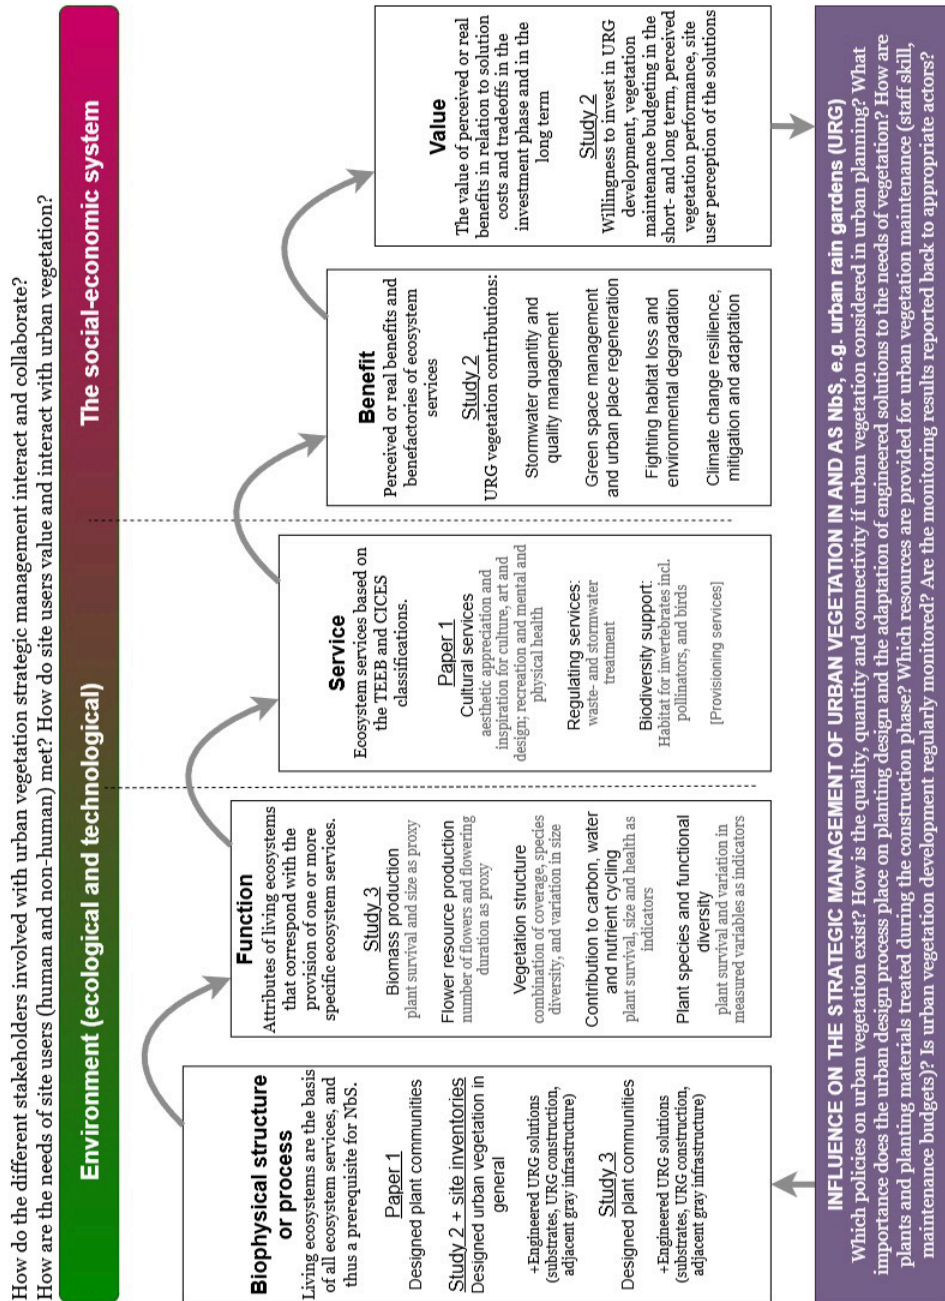 How do the different stakeholders involved with urban vegetation strategic management interact and collaborate?
How are the needs of site users (human and non-human) met? How do site users value and interact with urban vegetation?
Environment (ecological and technological)
The social-economic system
Biophysical structure
or process
Living ecosystems are the basis
of all ecosystem services, and
thus a prerequisite for NbS.
Paper 1
Designed plant communities
Study 2 + site inventories
Designed urban vegetation in
general
+Engineered URG solutions
(substrates, URG construction,
adjacent gray infrastructure)
Study 3
Designed plant communities
+Engineered URG solutions
(substrates, URG construction,
adjacent gray infrastructure)
Function
Attributes of living ecosystems
that correspond with the
provision of one or more
specific ecosystem services.
Study 3
Biomass production
plant survival and size as proxy
Flower resource production
number of flowers and flowering
duration as proxy
Vegetation structure
combination of coverage, species
diversity, and variation in size
Contribution to carbon, water
and nutrient cycling
plant survival, size and health as
indicators
Plant species and functional
diversity
plant survival and variation in
measured variables as indicators
Service
Ecosystem services based on
the TEEB and CICES
classifications.
Paper 1
Cultural services
aesthetic appreciation and
inspiration for culture, art and
design; recreation and mental and
physical health
Regulating services:
waste- and stormwater
treatment
Biodiversity support:
Habitat for invertebrates incl.
pollinators, and birds
[Provisioning services]
Benefit
Perceived or real benefits and
benefactories of ecosystem
services
Study 2
URG vegetation contributions:
Stormwater quantity and
quality management
Green space management
and urban place regeneration
Fighting habitat loss and
environmental degradation
Climate change resilience,
mitigation and adaptation
Value
The value of perceived or real
benefits in relation to solution
costs and tradeoffs in the
investment phase and in the
long term
Study 2
Willingness to invest in URG
development, vegetation
maintenance budgeting in the
short- and long term, perceived
vegetation performance, site
user perception of the solutions
INFLUENCE ON THE STRATEGIC MANAGEMENT OF URBAN VEGETATION IN AND AS NbS, e.g. urban rain gardens (URG)
Which, policies on urban vegetation exist? How is the quality, quantity and connectivity if urban vegetation considered in urban planning? What
importance does the urban design process place on planting design and the adaptation of engineered solutions to the needs of vegetation? How are
plants and planting materials treated during the construction phase? Which resources are provided for urban vegetation maintenance (staff skill,
maintenance budgets)? Is urban vegetation development regularly monitored? Are the monitoring results reported back to appropriate actors?